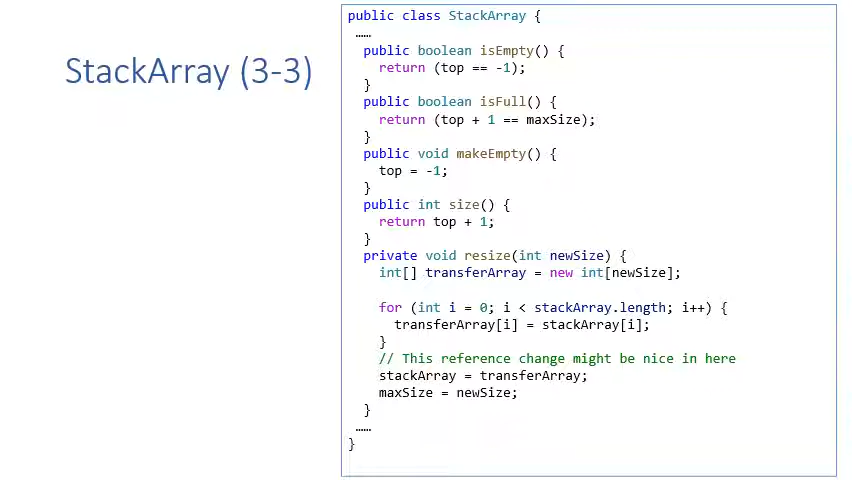 StackArray (3-3)
public class StackArray {
……
public boolean isEmpty() {
return (top == -1);
}
public boolean isFull() {
return (top + 1 == maxSize);
}
public void makeEmpty() {
top = -1;
}
public int size() {
return top + 1;
}
private void resize(int newSize) {
int[] transferArray = new int[newSize];
for (int i = 0; i < stackArray.length; i++) {
transferArray[i] = stackArray[i];
}
// This reference change might be nice in here
stackArray = transferArray;
maxSize = newSize;
}
……
}